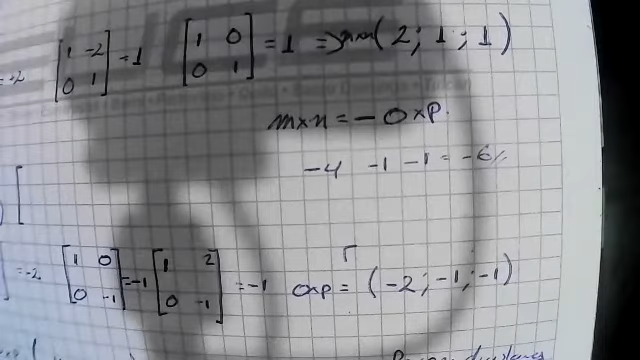 [1 -2
0 1] = 1 [1 0
0 1] = 1 ⇒ (2; 1; 1)
m×n = - 0×p.
-4 -1 -1 = -6
= -2 [1 0
0 -1] = -1 [1 2
0 -1] = -1 o×p = (-2; -1; -1)